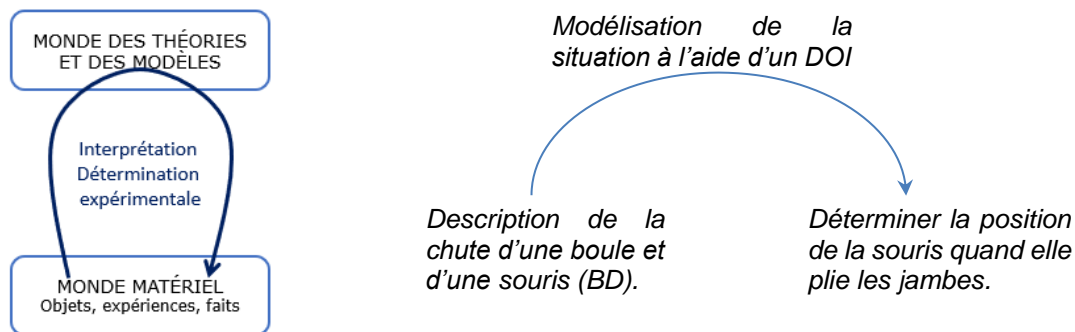 MONDE DES THÉORIES
ET DES MODÈLES
Interprétation
Détermination
expérimentale
MONDE MATÉRIEL
Objets, expériences, faits
Modélisation de la
situation à l’aide d’un DOI
Description de la
chute d’une boule et
d’une souris (BD).
Déterminer la position
de la souris quand elle
plie les jambes.